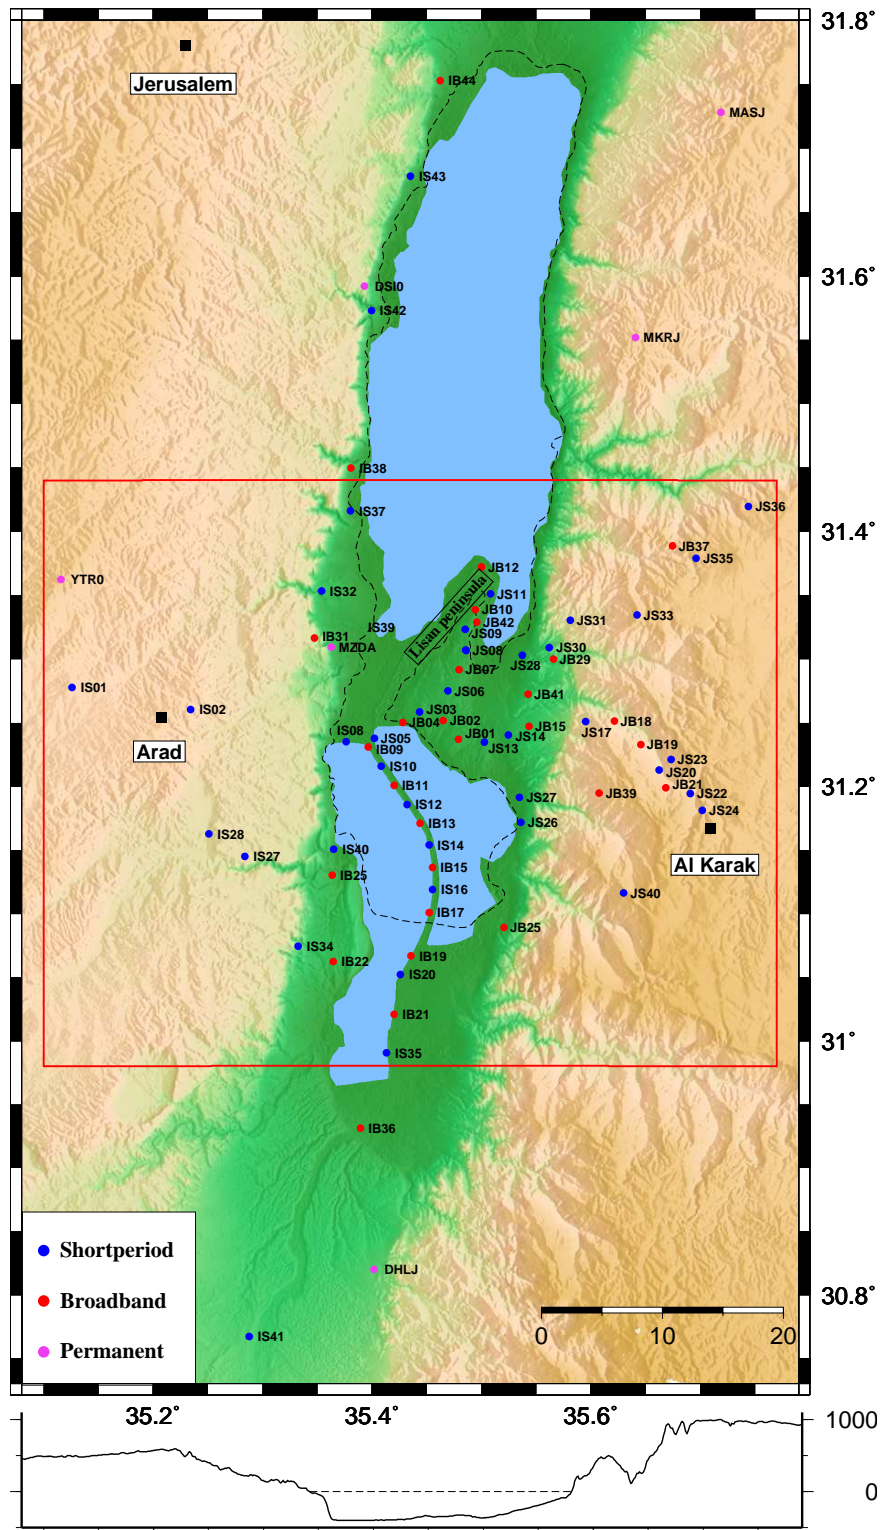 31.8°
Jerusalem
IB44
MASJ
IS43
31.6°
DSI0
IS42
MKRJ
IB38
JS36
IS37
31.4°
JB37
JS35
JB12
YTR0
IS32
JS11
Lisan peninsula
JB10
JS33
JB42
JS31
IS39
JS09
IB31
MZDA
JS08
JS30
JS28
JB29
JB07
IS01
JS06
JB41
IS02
JS03
JB04
JB02
JB18
JS17
JB15
Arad
IS08
JS05
JB01
JS14
JS13
IB09
JB19
JS23
IS10
JS20
31.2°
IB11
JB21
JB39
JS22
JS27
IS12
JS24
IB13
JS26
IS28
IS14
Al Karak
IS40
IS27
IB15
IB25
IS16
JS40
IB17
JB25
IS34
IB22
IB19
IS20
31°
IB21
IS35
IB36
Shortperiod
DHLJ
Broadband
30.8°
IS41
Permanent
0 10 20
35.2° 35.4° 35.6°
1000
0